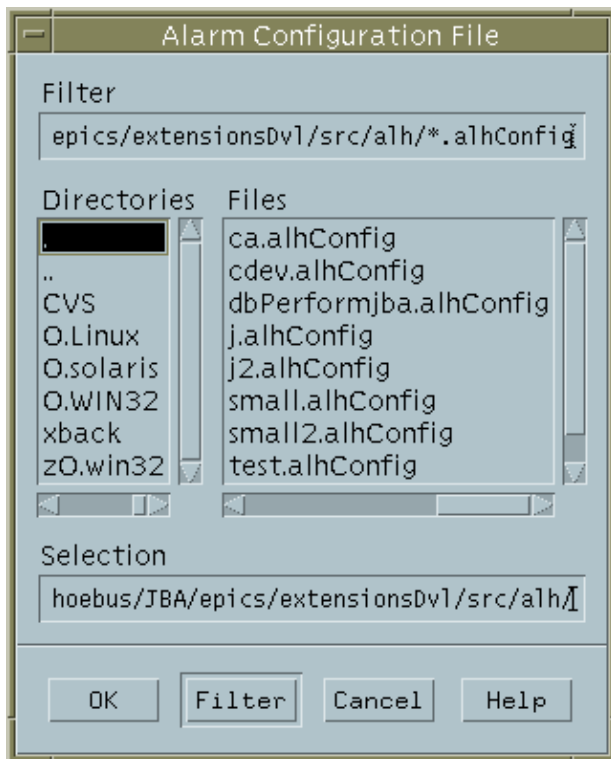 Alarm Configuration File
Filter
epics/extensionsDvl/src/alh/*.alhConfig
Directories Files
.
..
CVS
O.Linux
O.solaris
O.WIN32
xback
zO.win32
ca.alhConfig
cdev.alhConfig
dbPerformjba.alhConfig
j.alhConfig
j2.alhConfig
small.alhConfig
small2.alhConfig
test.alhConfig
Selection
hoebus/JBA/epics/extensionsDvl/src/alh/
OK Filter Cancel Help